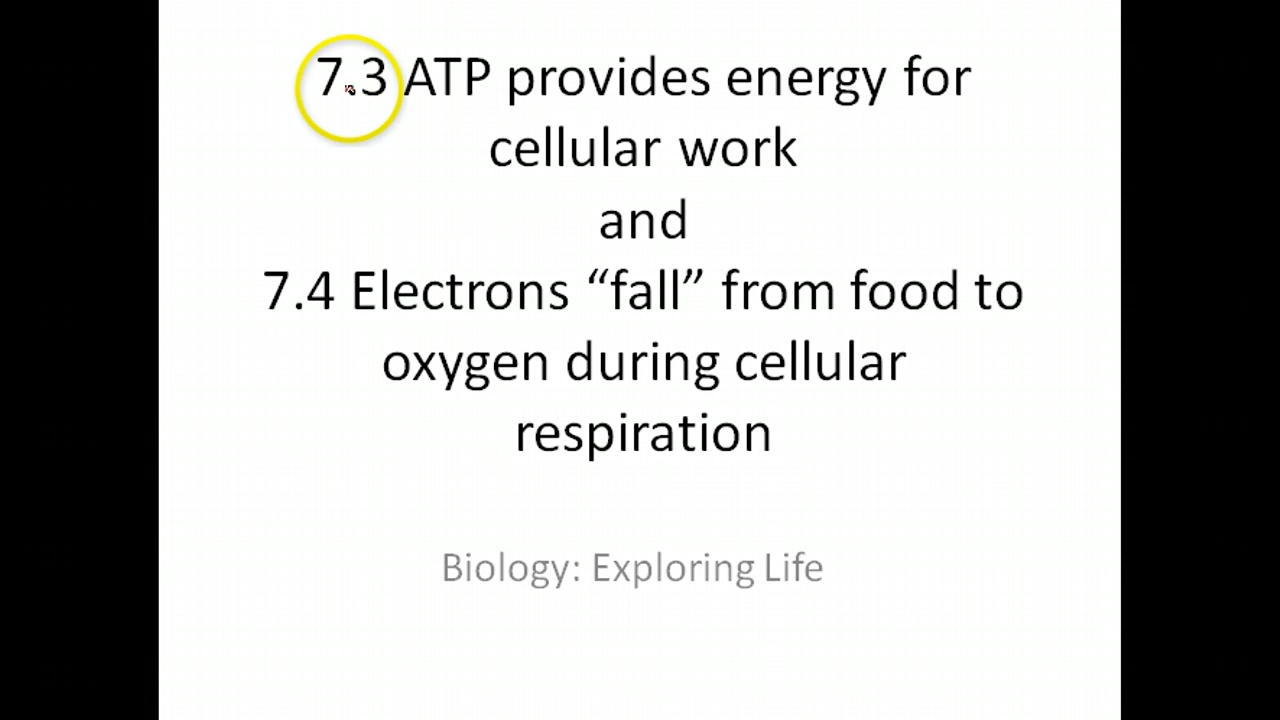 7.3 ATP provides energy for
cellular work
and
7.4 Electrons “fall” from food to
oxygen during cellular
respiration
Biology: Exploring Life